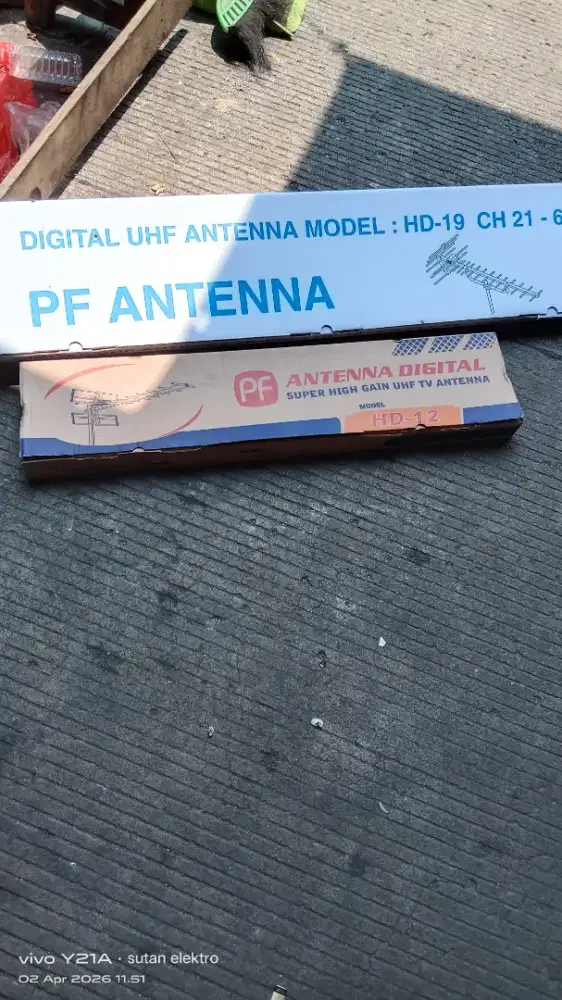 DIGITAL UHF ANTENNA MODEL : HD-19 CH 21 - 6
PF ANTENNA
PF ANTENNA DIGITAL
SUPER HIGH GAIN UHF TV ANTENNA
MODEL
HD-12
vivo Y21A · sutan elektro
02 Apr 2026 11.51